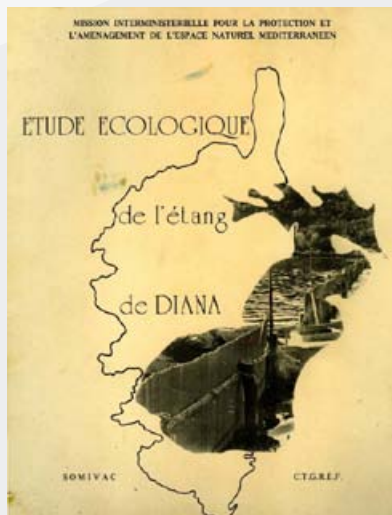 MISSION INTERMINISTERIELLE POUR LA PROTECTION ET
L'AMENAGEMENT DE L'ESPACE NATUREL MEDITERRANEEN
ETUDE ECOLOGIQUE
de l'étang
de DIANA
SOMIVAC C.T.G.R.E.F.